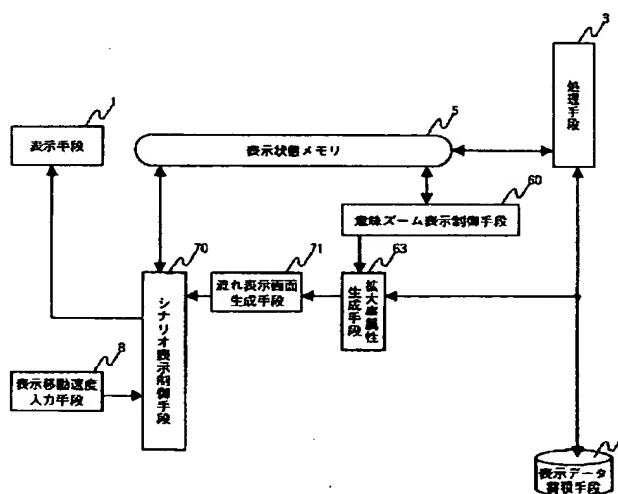 3
処理手段
1
表示手段
5
表示状態メモリ
60
意味ズーム表示制御手段
70
シナリオ表示制御手段
71
流れ表示画面
生成手段
63
拡大率属性
生成手段
8
表示移動速度
入力手段
表示データ
蓄積手段